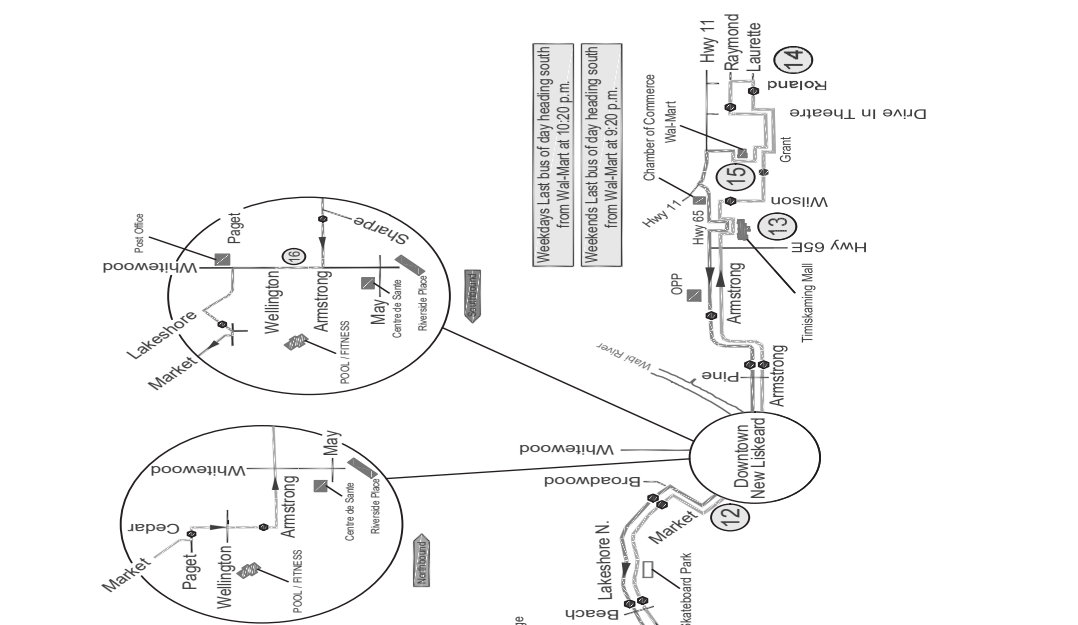 Weekdays Last bus of day heading south
from Wal-Mart at 10:20 p.m.
Weekends Last bus of day heading south
from Wal-Mart at 9:20 p.m.
Hwy 11
Raymond
Laurette
14
Roland
Drive In Theatre
Chamber of Commerce
Wal-Mart
Grant
15
Wilson
Hwy 11
Hwy 65
13
Hwy 65E
Timiskaming Mall
OPP
Armstrong
Wabi River
Pine
Armstrong
Whitewood
Downtown
New Liskeard
Broadwood
12
Market
Lakeshore N.
Skateboard Park
Beach
Post Office
Paget
Whitewood
16
Sharpe
Lakeshore
Market
Wellington
Armstrong
May
Centre de Sante
Riverside Place
POOL / FITNESS
Southbound
May
Whitewood
Cedar
Armstrong
Centre de Sante
Riverside Place
Market
Paget
Wellington
POOL / FITNESS
Northbound